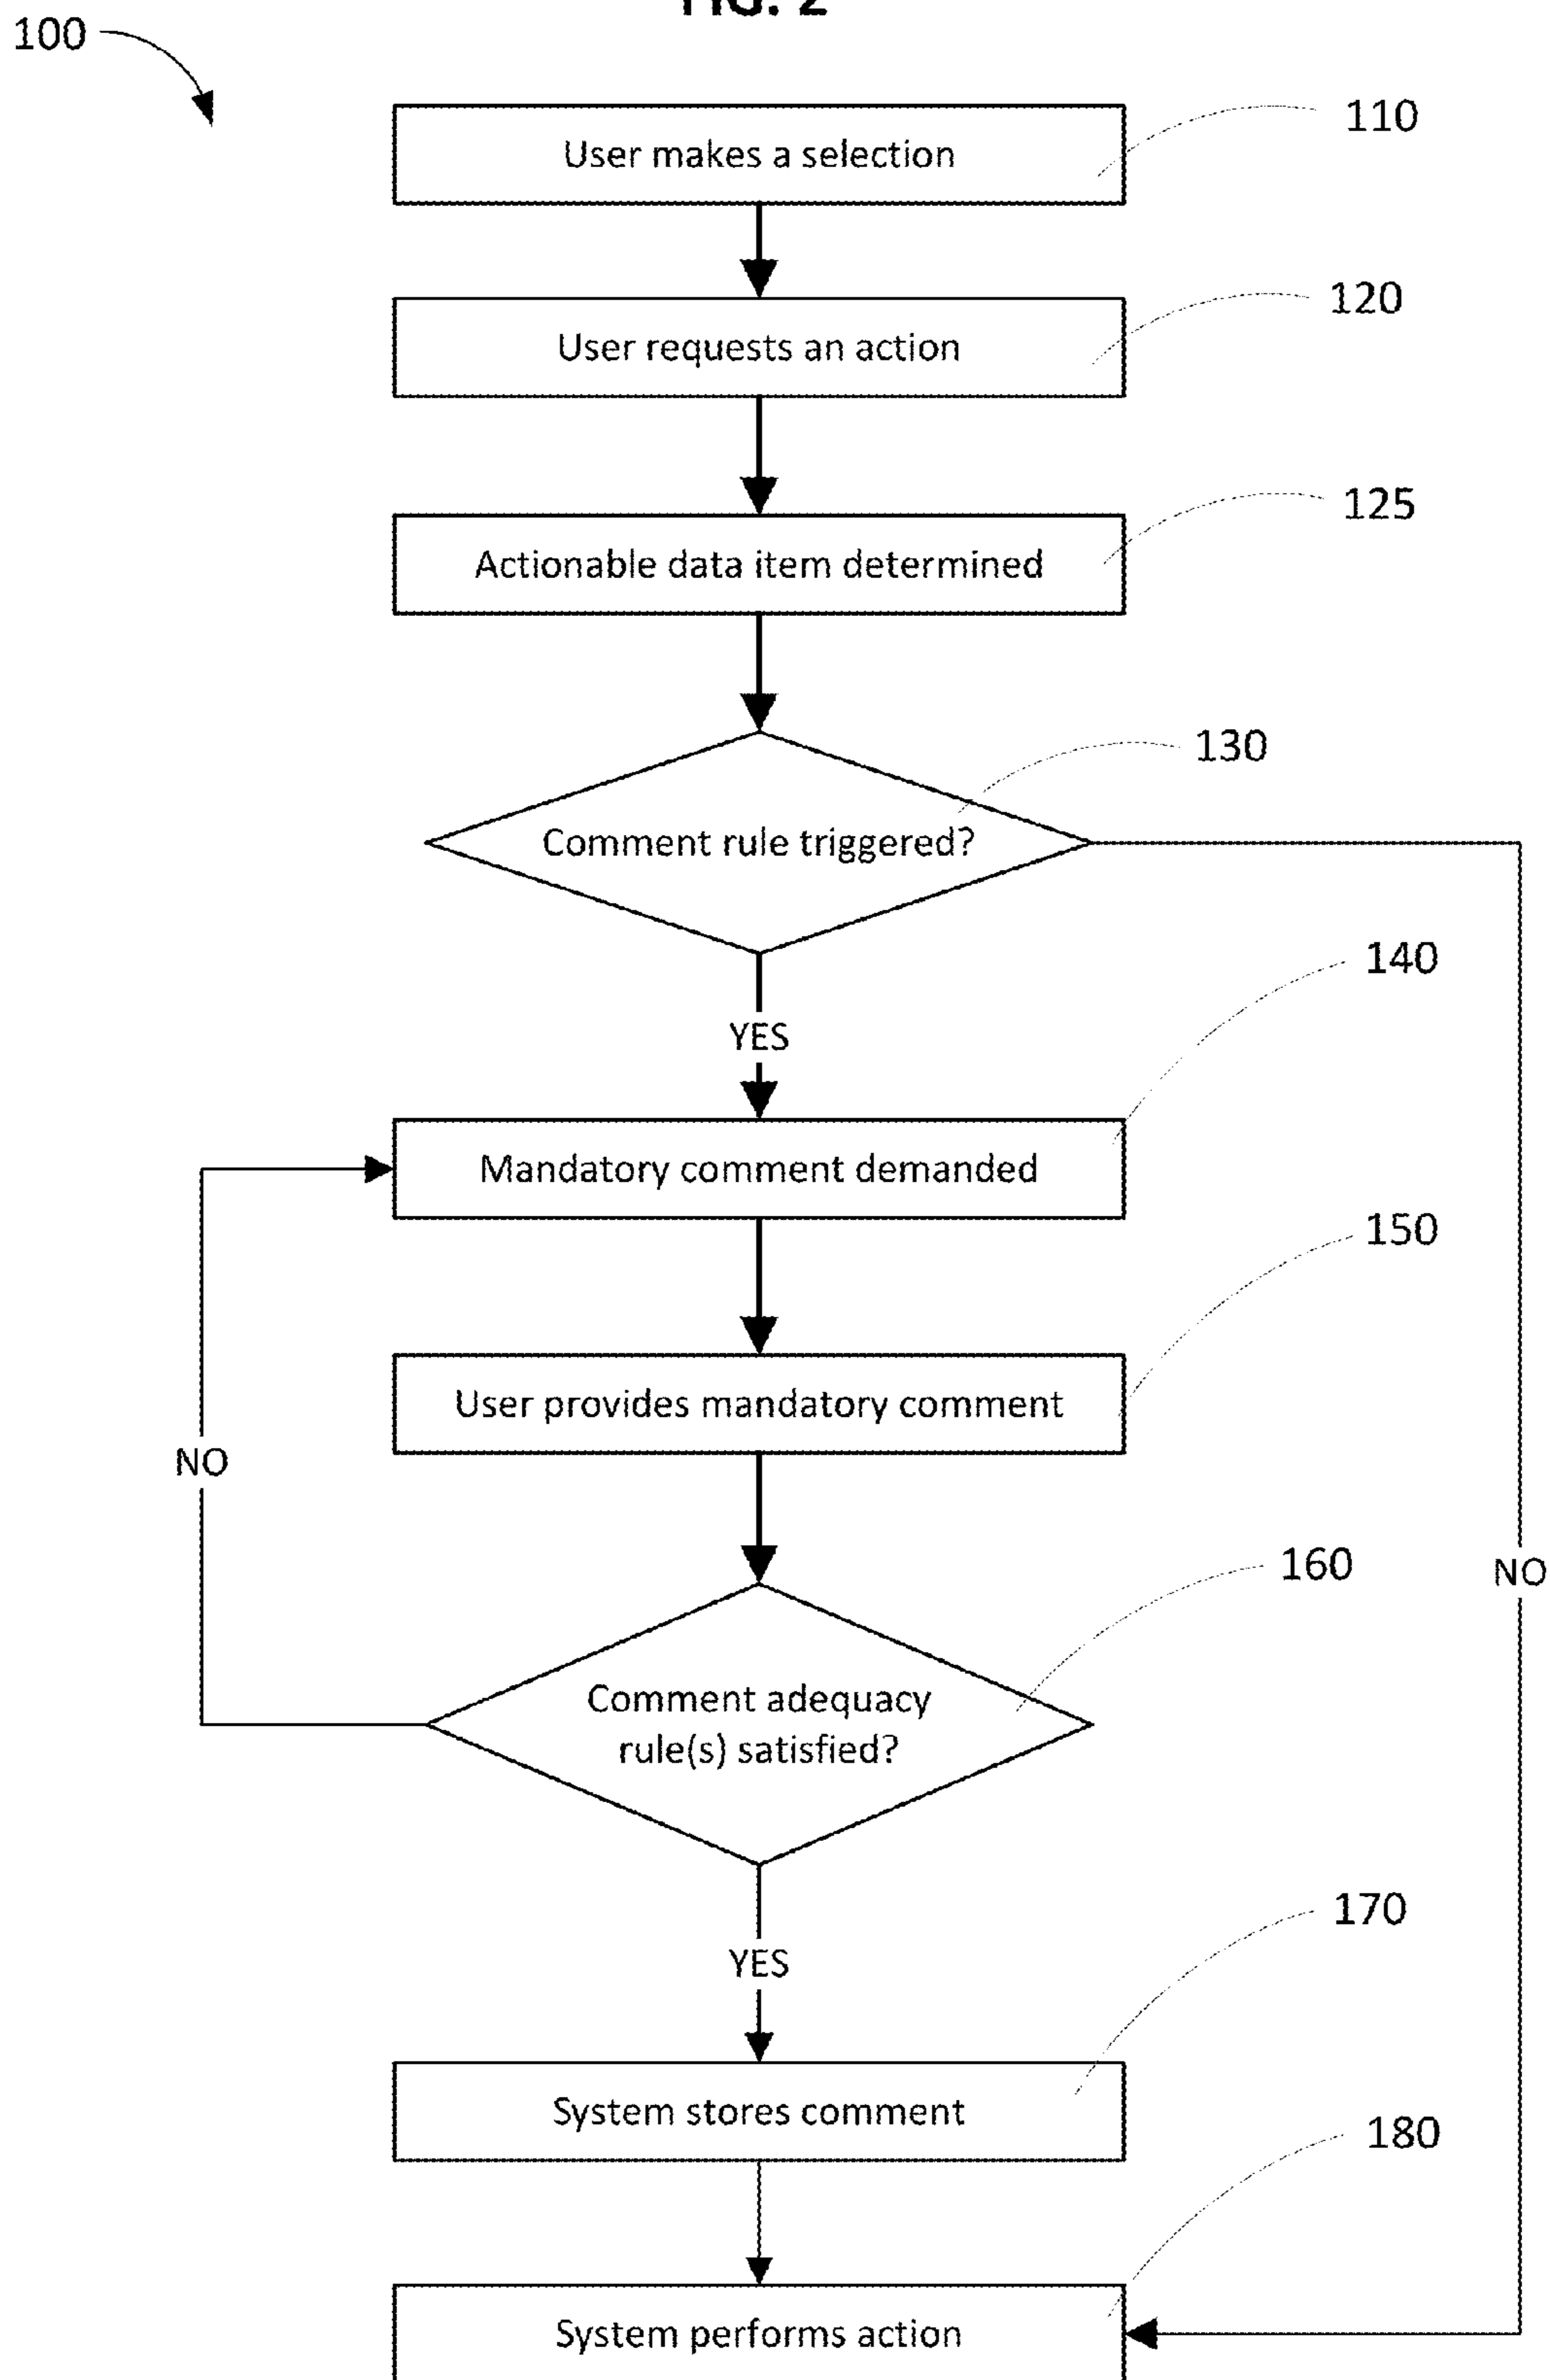 FIG. 2
100
110
User makes a selection
120
User requests an action
125
Actionable data item determined
130
Comment rule triggered?
140
YES
Mandatory comment demanded
150
User provides mandatory comment
NO
160
NO
Comment adequacy
rule(s) satisfied?
170
YES
System stores comment
180
System performs action